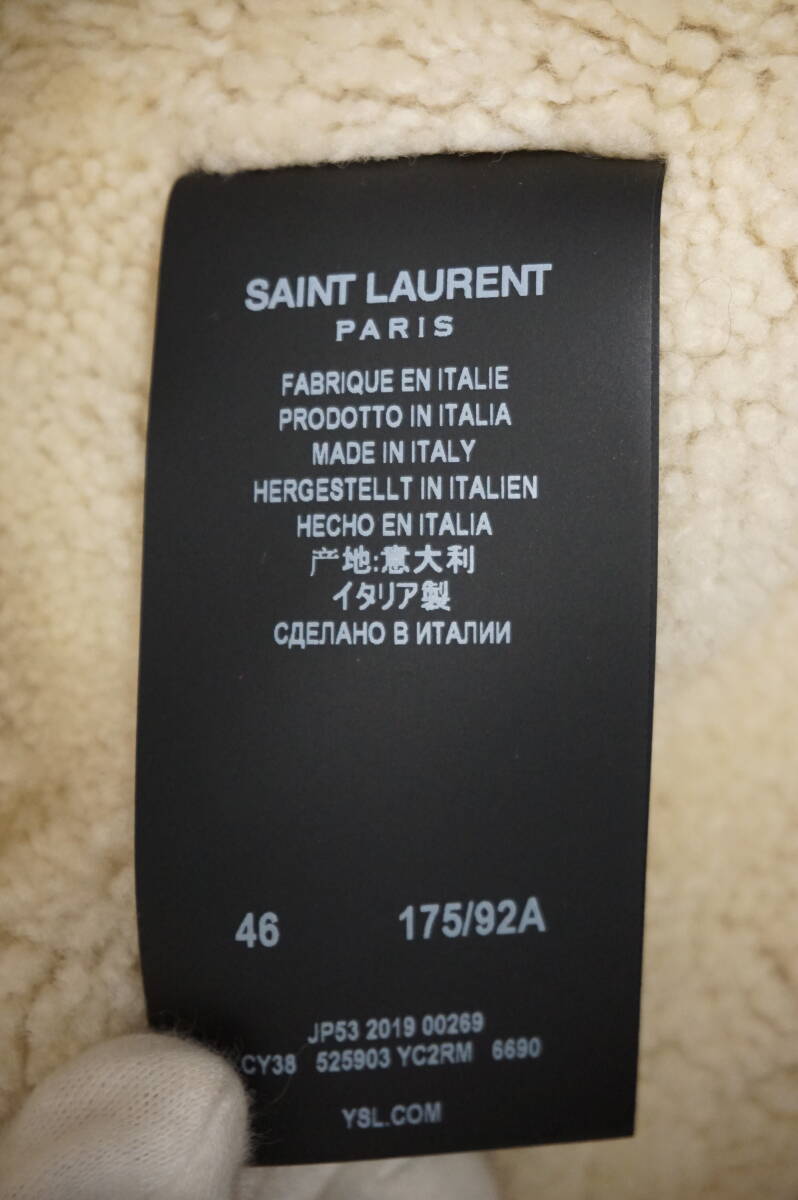 SAINT LAURENT
PARIS
FABRIQUE EN ITALIE
PRODOTTO IN ITALIA
MADE IN ITALY
HERGESTELLT IN ITALIEN
HECHO EN ITALIA
产地:意大利
イタリア製
СДЕЛАНО В ИТАЛИИ
46 175/92A
JP53 2019 00269
CY38 525903 YC2RM 6690
YSL.COM